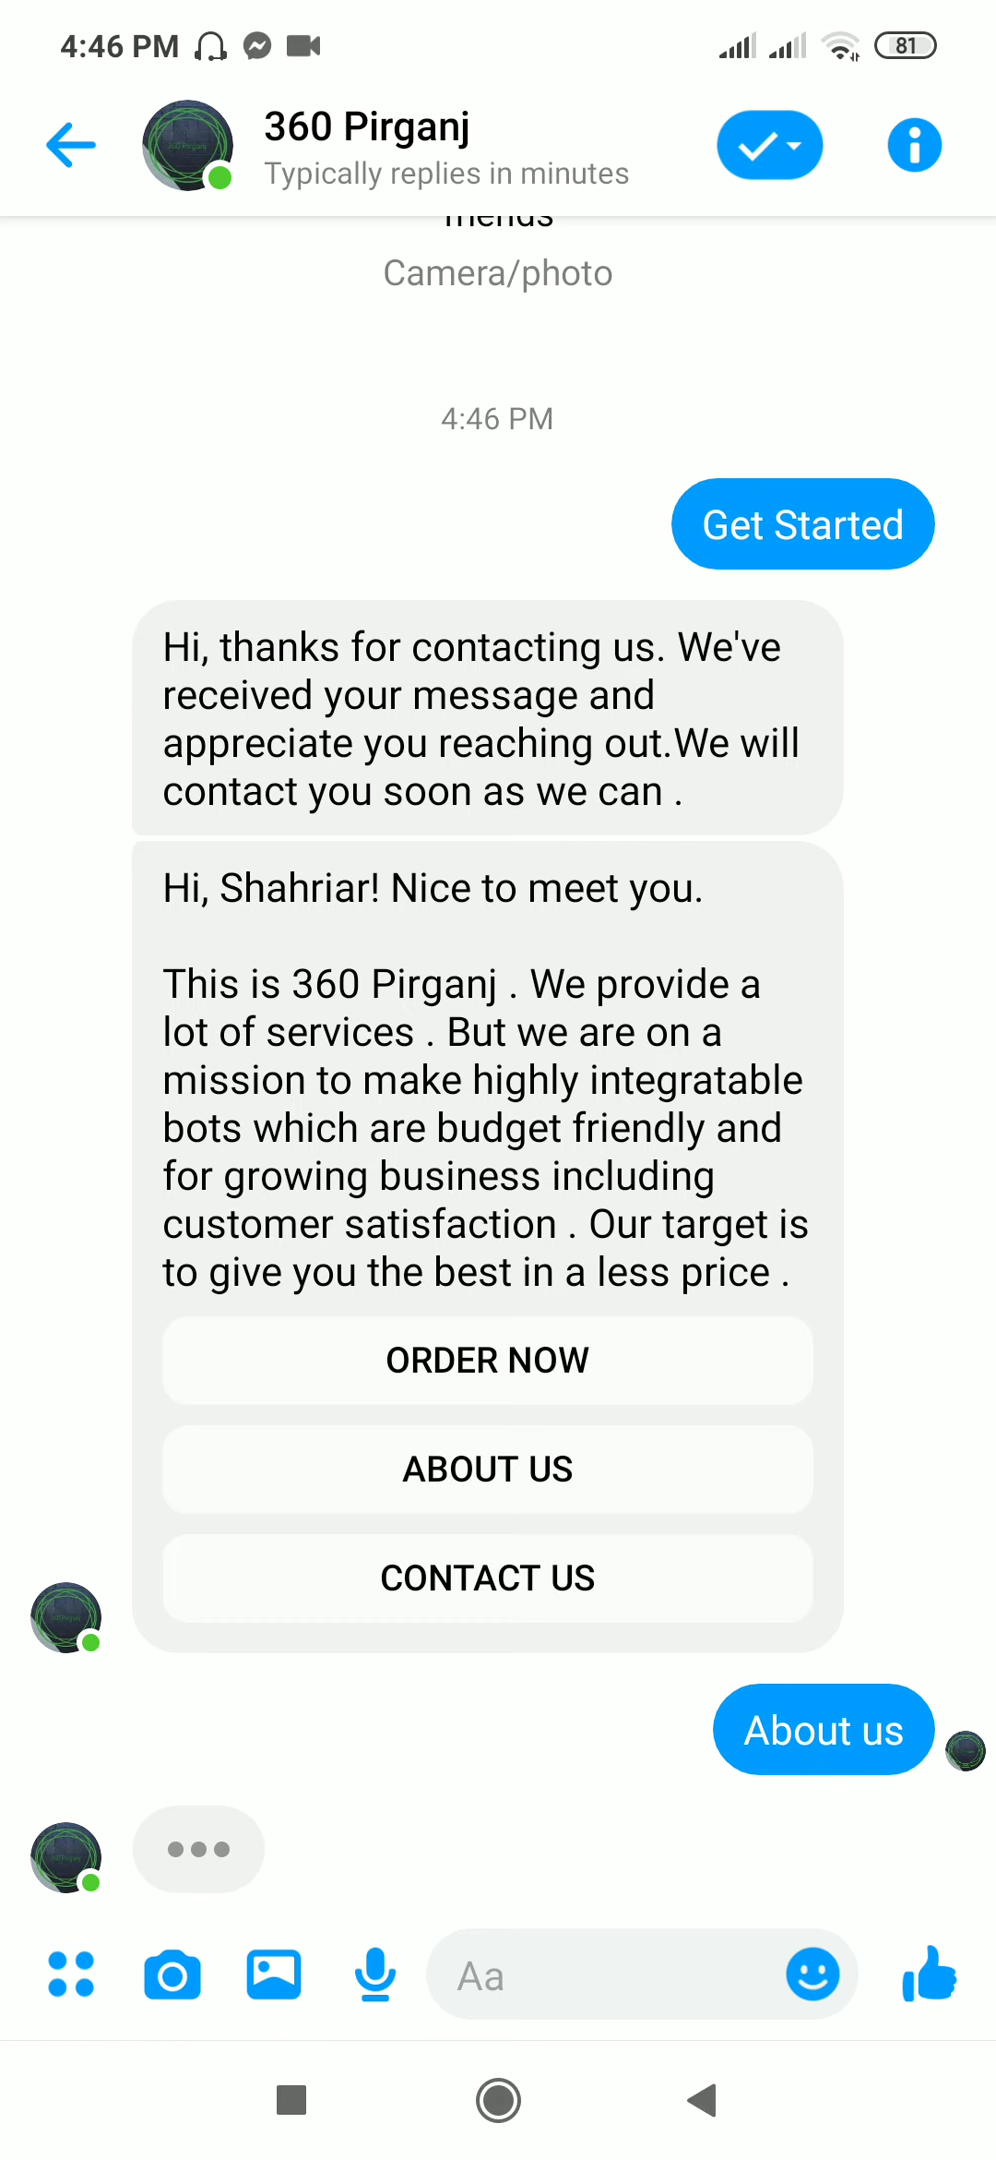 4:46 PM
81
360 Pirganj
Typically replies in minutes
friends
Camera/photo
4:46 PM
Get Started
Hi, thanks for contacting us. We've
received your message and
appreciate you reaching out.We will
contact you soon as we can .
Hi, Shahriar! Nice to meet you.
This is 360 Pirganj . We provide a
lot of services . But we are on a
mission to make highly integratable
bots which are budget friendly and
for growing business including
customer satisfaction . Our target is
to give you the best in a less price .
ORDER NOW
ABOUT US
CONTACT US
About us
Aa